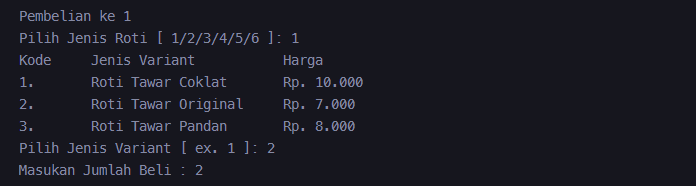 Pembelian ke 1
Pilih Jenis Roti [ 1/2/3/4/5/6 ]: 1
Kode Jenis Variant Harga
1. Roti Tawar Coklat Rp. 10.000
2. Roti Tawar Original Rp. 7.000
3. Roti Tawar Pandan Rp. 8.000
Pilih Jenis Variant [ ex. 1 ]: 2
Masukan Jumlah Beli : 2